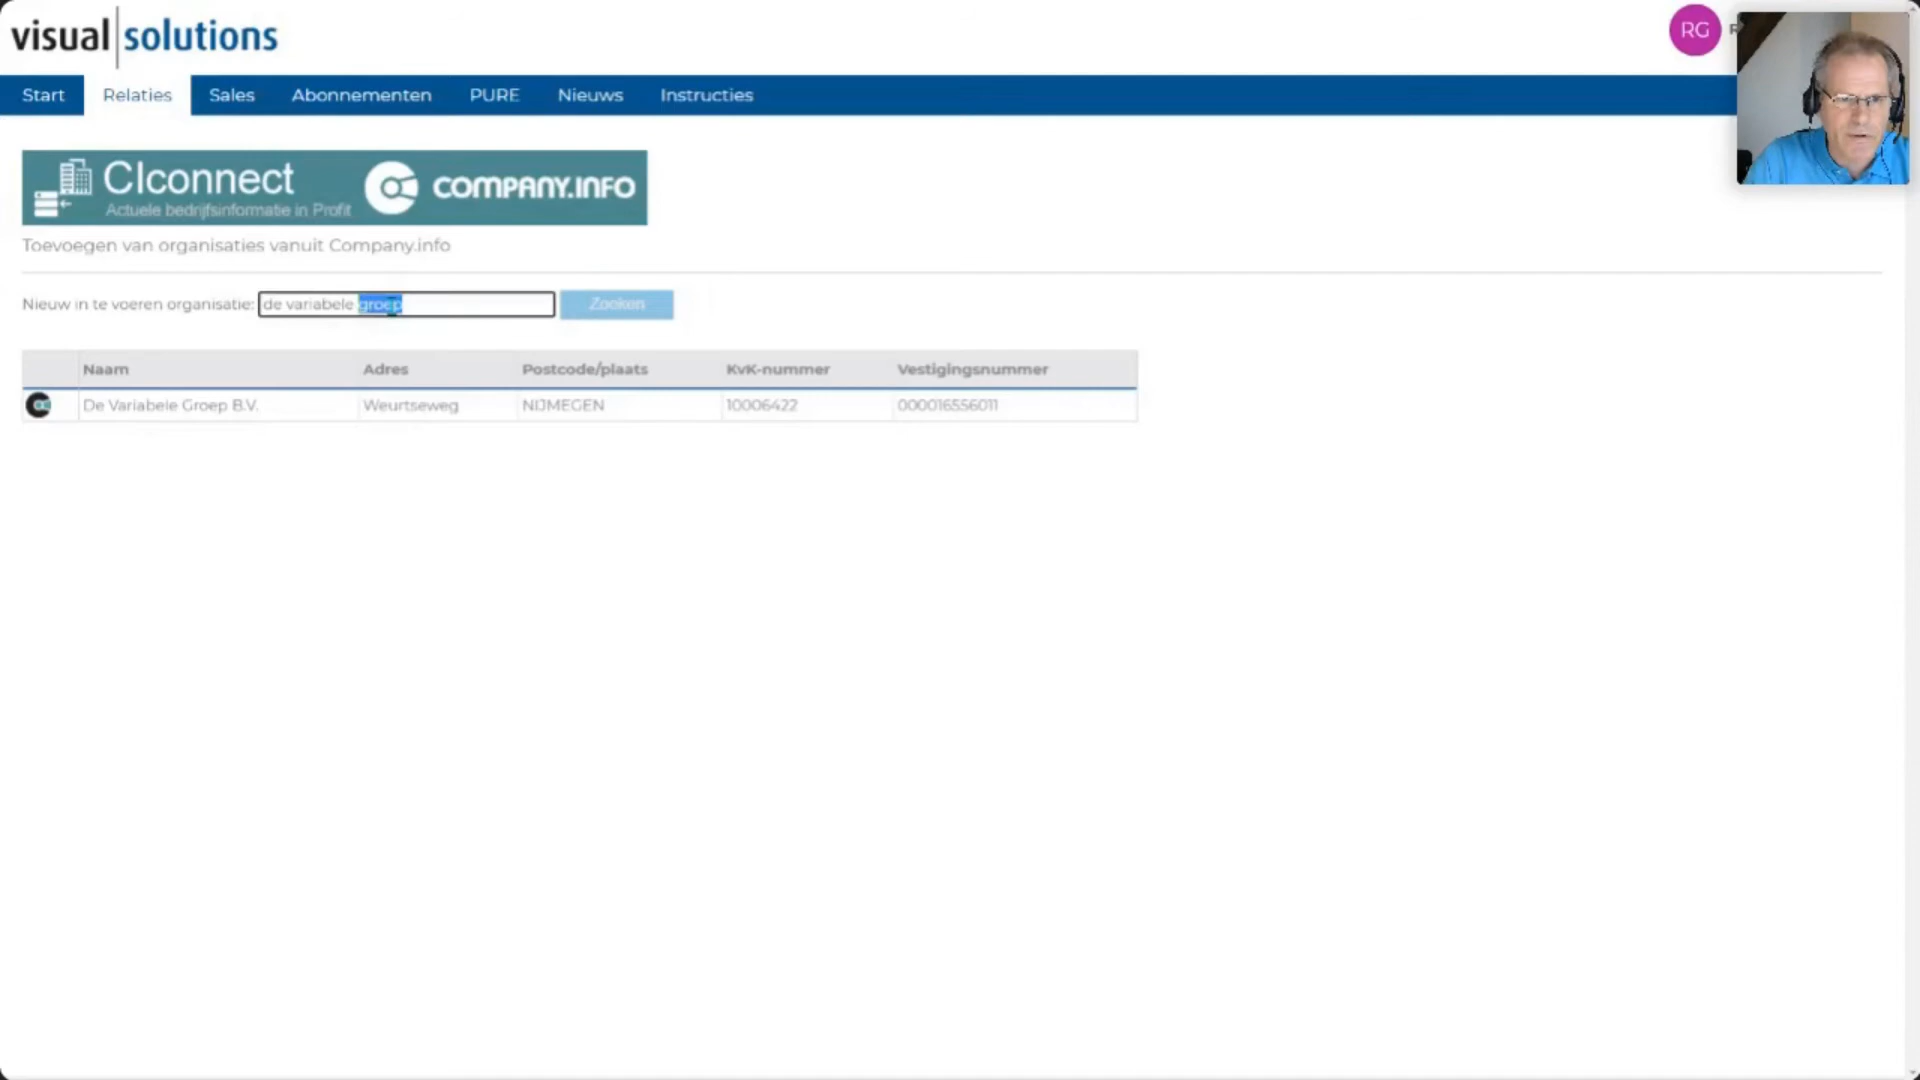 visual solutions
RG
Start Relaties Sales Abonnementen PURE Nieuws Instructies
CIconnect COMPANY.INFO
Actuele bedrijfsinformatie in Profit
Toevoegen van organisaties vanuit Company.info
Nieuw in te voeren organisatie: de variabele groep Zoeken
Naam Adres Postcode/plaats KvK-nummer Vestigingsnummer
De Variabele Groep B.V. Weurtseweg NIJMEGEN 10006422 000016556011